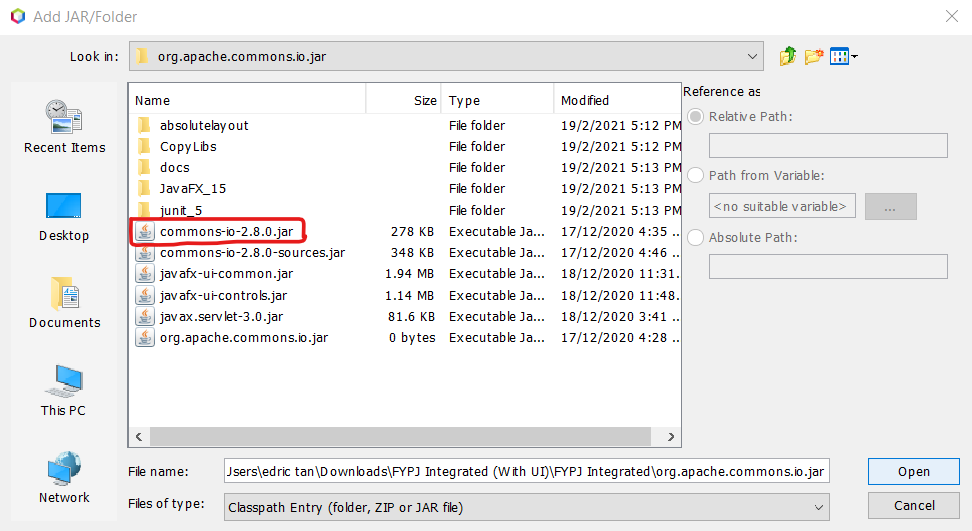 Add JAR/Folder
Look in: org.apache.commons.io.jar
Recent Items
Desktop
Documents
This PC
Network
Name Size Type Modified
absolutelayout File folder 19/2/2021 5:12 PM
CopyLibs File folder 19/2/2021 5:12 PM
docs File folder 19/2/2021 5:13 PM
JavaFX_15 File folder 19/2/2021 5:13 PM
junit_5 File folder 19/2/2021 5:13 PM
commons-io-2.8.0.jar 278 KB Executable Ja... 17/12/2020 4:35 ...
commons-io-2.8.0-sources.jar 348 KB Executable Ja... 17/12/2020 4:46 ...
javafx-ui-common.jar 1.94 MB Executable Ja... 18/12/2020 11:31...
javafx-ui-controls.jar 1.14 MB Executable Ja... 18/12/2020 11:48...
javax.servlet-3.0.jar 81.6 KB Executable Ja... 18/12/2020 3:41 ...
org.apache.commons.io.jar 0 bytes Executable Ja... 17/12/2020 4:28 ...
Reference as
Relative Path:
Path from Variable:
<no suitable variable> ...
Absolute Path:
File name: Jsers\edric tan\Downloads\FYPJ Integrated (With UI)\FYPJ Integrated\org.apache.commons.io.jar Open
Files of type: Classpath Entry (folder, ZIP or JAR file) Cancel